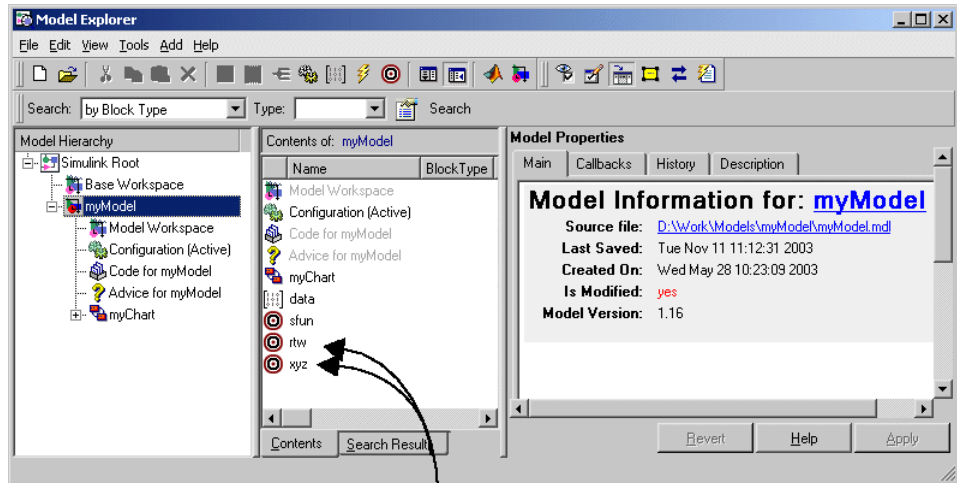 Model Explorer
File Edit View Tools Add Help
Search: by Block Type Type: Search
Model Hierarchy
Simulink Root
Base Workspace
myModel
Model Workspace
Configuration (Active)
Code for myModel
Advice for myModel
myChart
Contents of: myModel
Name BlockType
Model Workspace
Configuration (Active)
Code for myModel
Advice for myModel
myChart
data
sfun
rtw
xyz
Contents Search Results
Model Properties
Main Callbacks History Description
Model Information for: myModel
Source file: D:\Work\Models\myModel\myModel.mdl
Last Saved: Tue Nov 11 11:12:31 2003
Created On: Wed May 28 10:23:09 2003
Is Modified: yes
Model Version: 1.16
Revert Help Apply